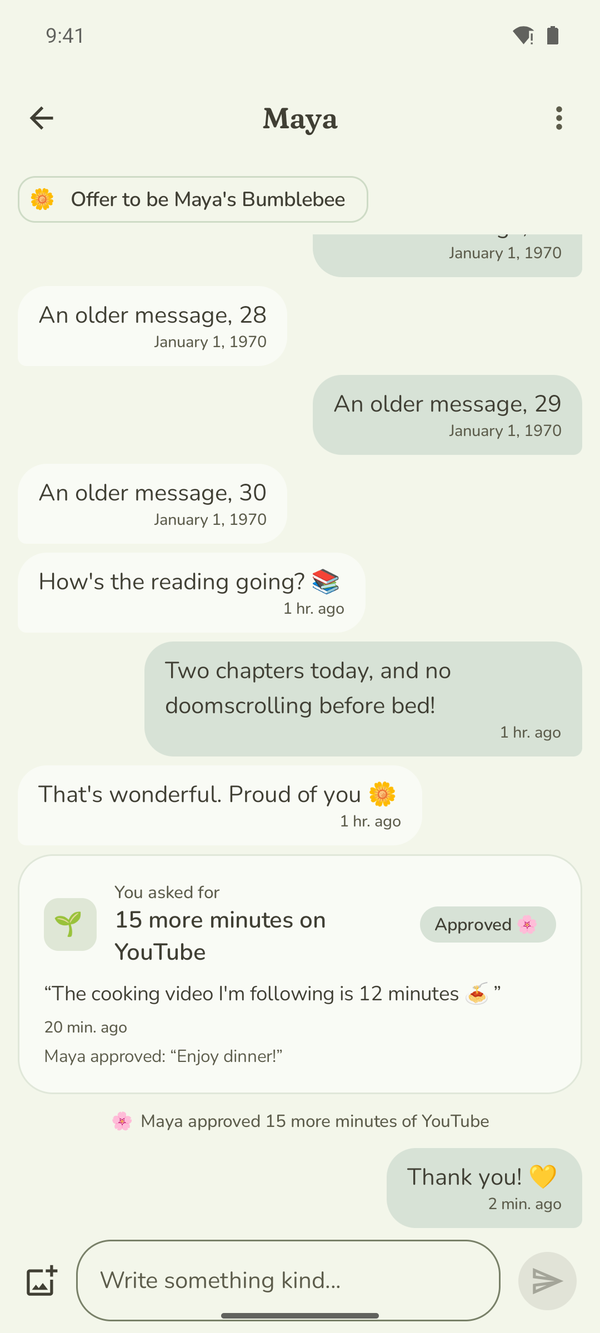 9:41
Maya
🌼 Offer to be Maya's Bumblebee
January 1, 1970
An older message, 28
January 1, 1970
An older message, 29
January 1, 1970
An older message, 30
January 1, 1970
How's the reading going? 📚
1 hr. ago
Two chapters today, and no
doomscrolling before bed!
1 hr. ago
That's wonderful. Proud of you 🌼
1 hr. ago
You asked for
15 more minutes on
YouTube
Approved 🌸
“The cooking video I'm following is 12 minutes 🍝 ”
20 min. ago
Maya approved: “Enjoy dinner!”
🌸 Maya approved 15 more minutes of YouTube
Thank you! 💛
2 min. ago
Write something kind...